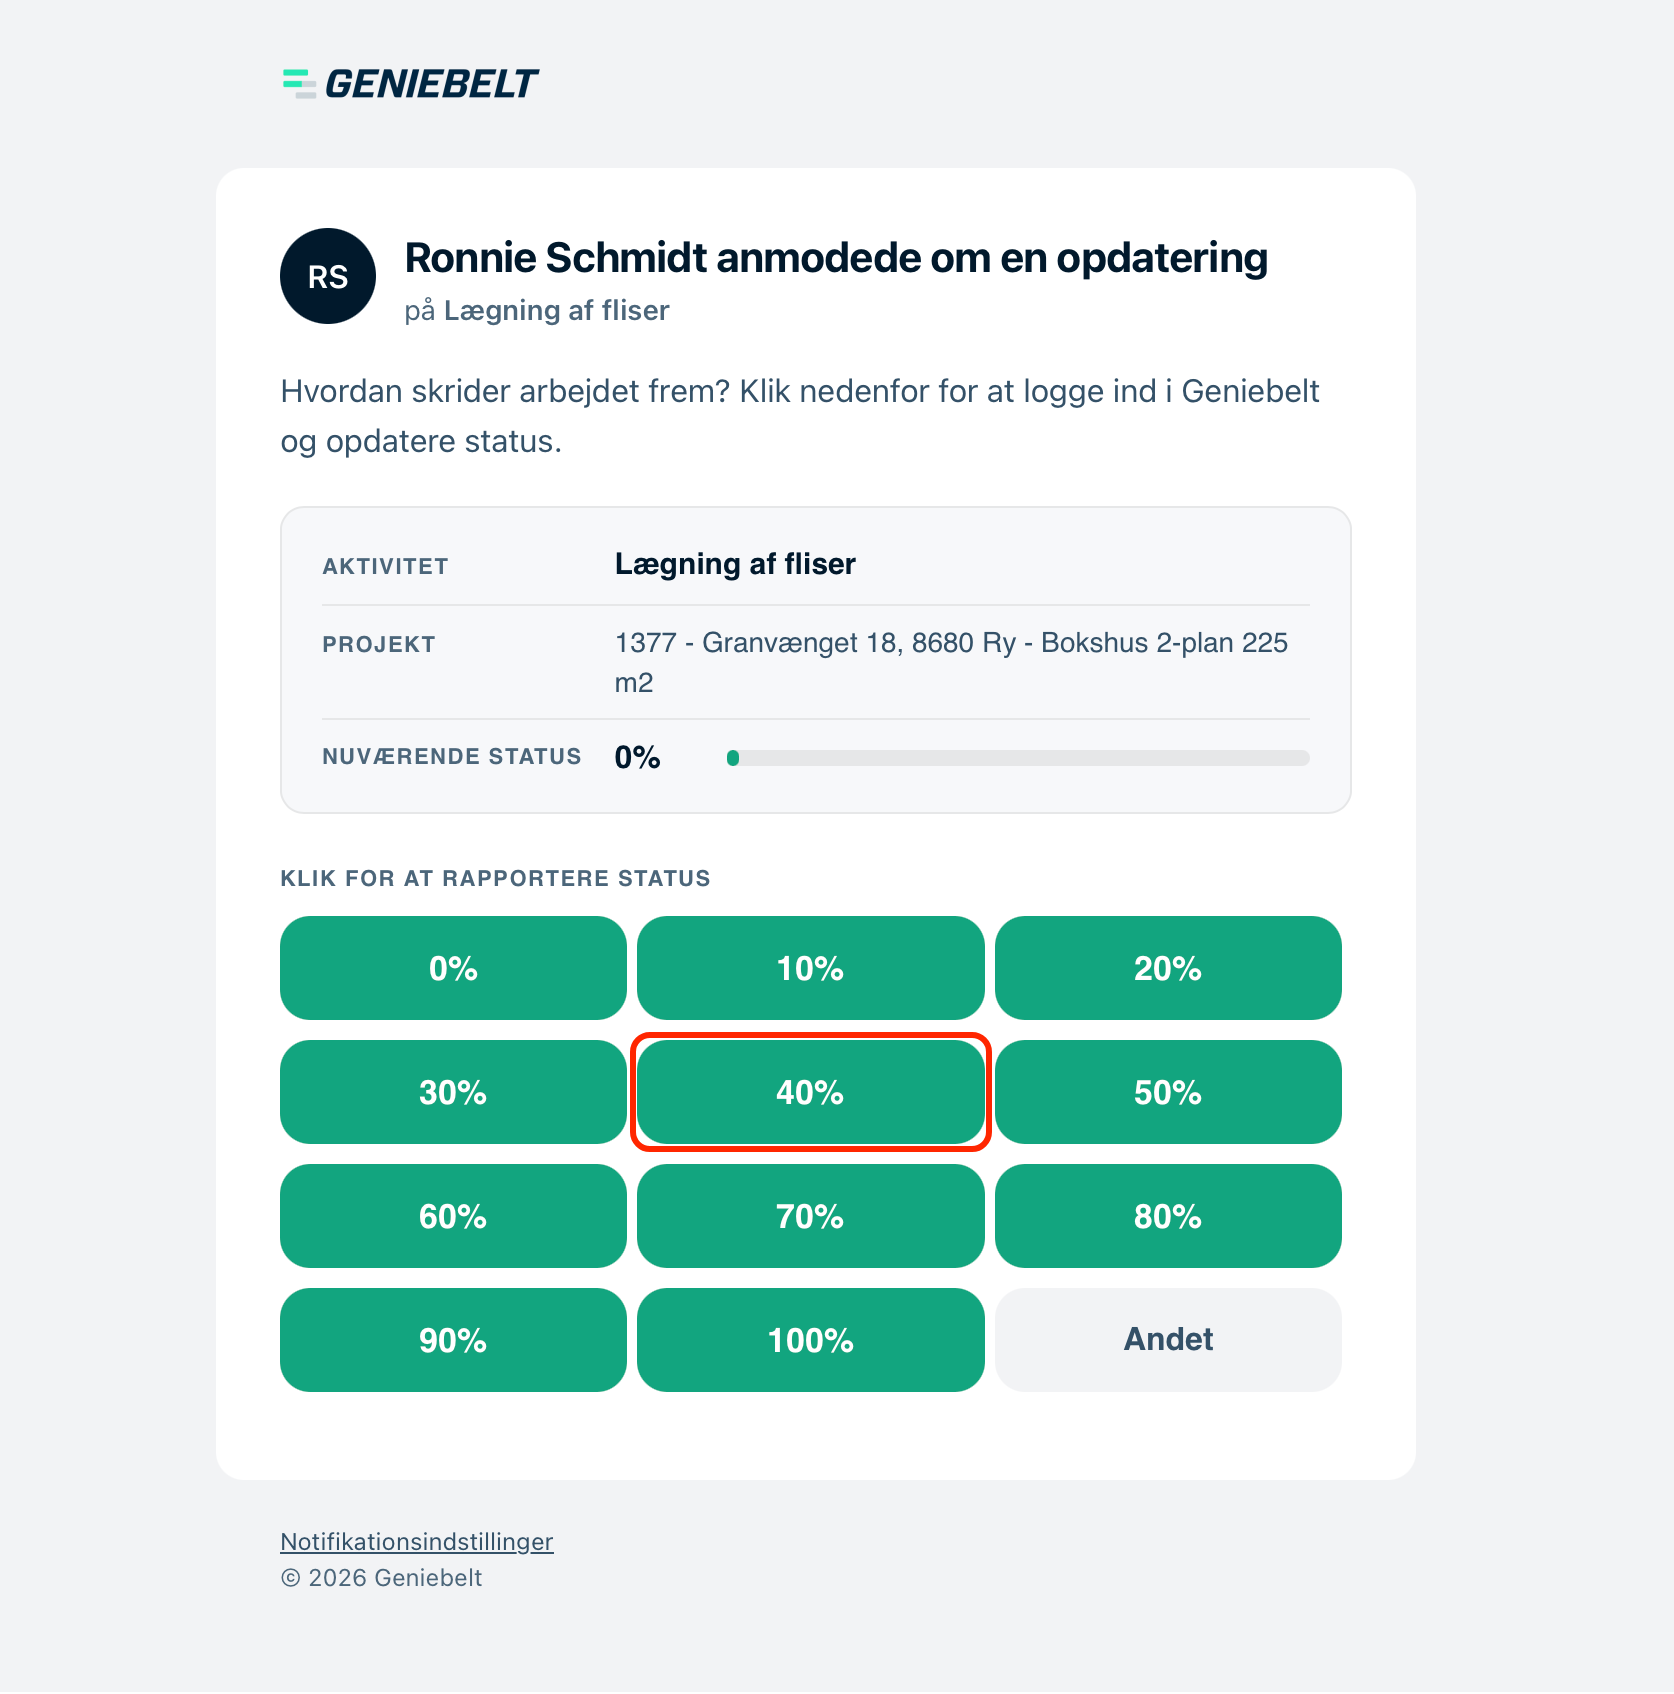 GENIEBELT
RS
Ronnie Schmidt anmodede om en opdatering
på Lægning af fliser
Hvordan skrider arbejdet frem? Klik nedenfor for at logge ind i Geniebelt
og opdatere status.
AKTIVITET Lægning af fliser
PROJEKT 1377 - Granvænget 18, 8680 Ry - Bokshus 2-plan 225
m2
NUVÆRENDE STATUS 0%
KLIK FOR AT RAPPORTERE STATUS
0% 10% 20%
30% 40% 50%
60% 70% 80%
90% 100% Andet
Notifikationsindstillinger
© 2026 Geniebelt